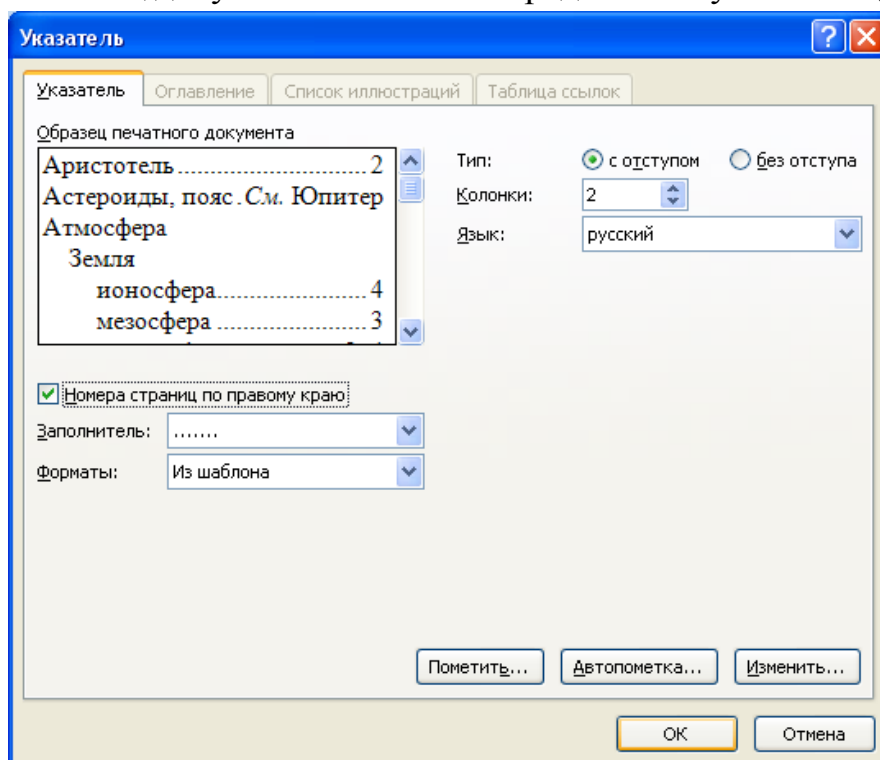 Указатель
Указатель Оглавление Список иллюстраций Таблица ссылок
Образец печатного документа
Аристотель ............................ 2
Астероиды, пояс . См. Юпитер
Атмосфера
Земля
ионосфера ...................... 4
мезосфера ...................... 3
Тип: с отступом без отступа
Колонки: 2
Язык: русский
Номера страниц по правому краю
Заполнитель: .......
Форматы: Из шаблона
Пометить... Автопометка... Изменить...
ОК Отмена